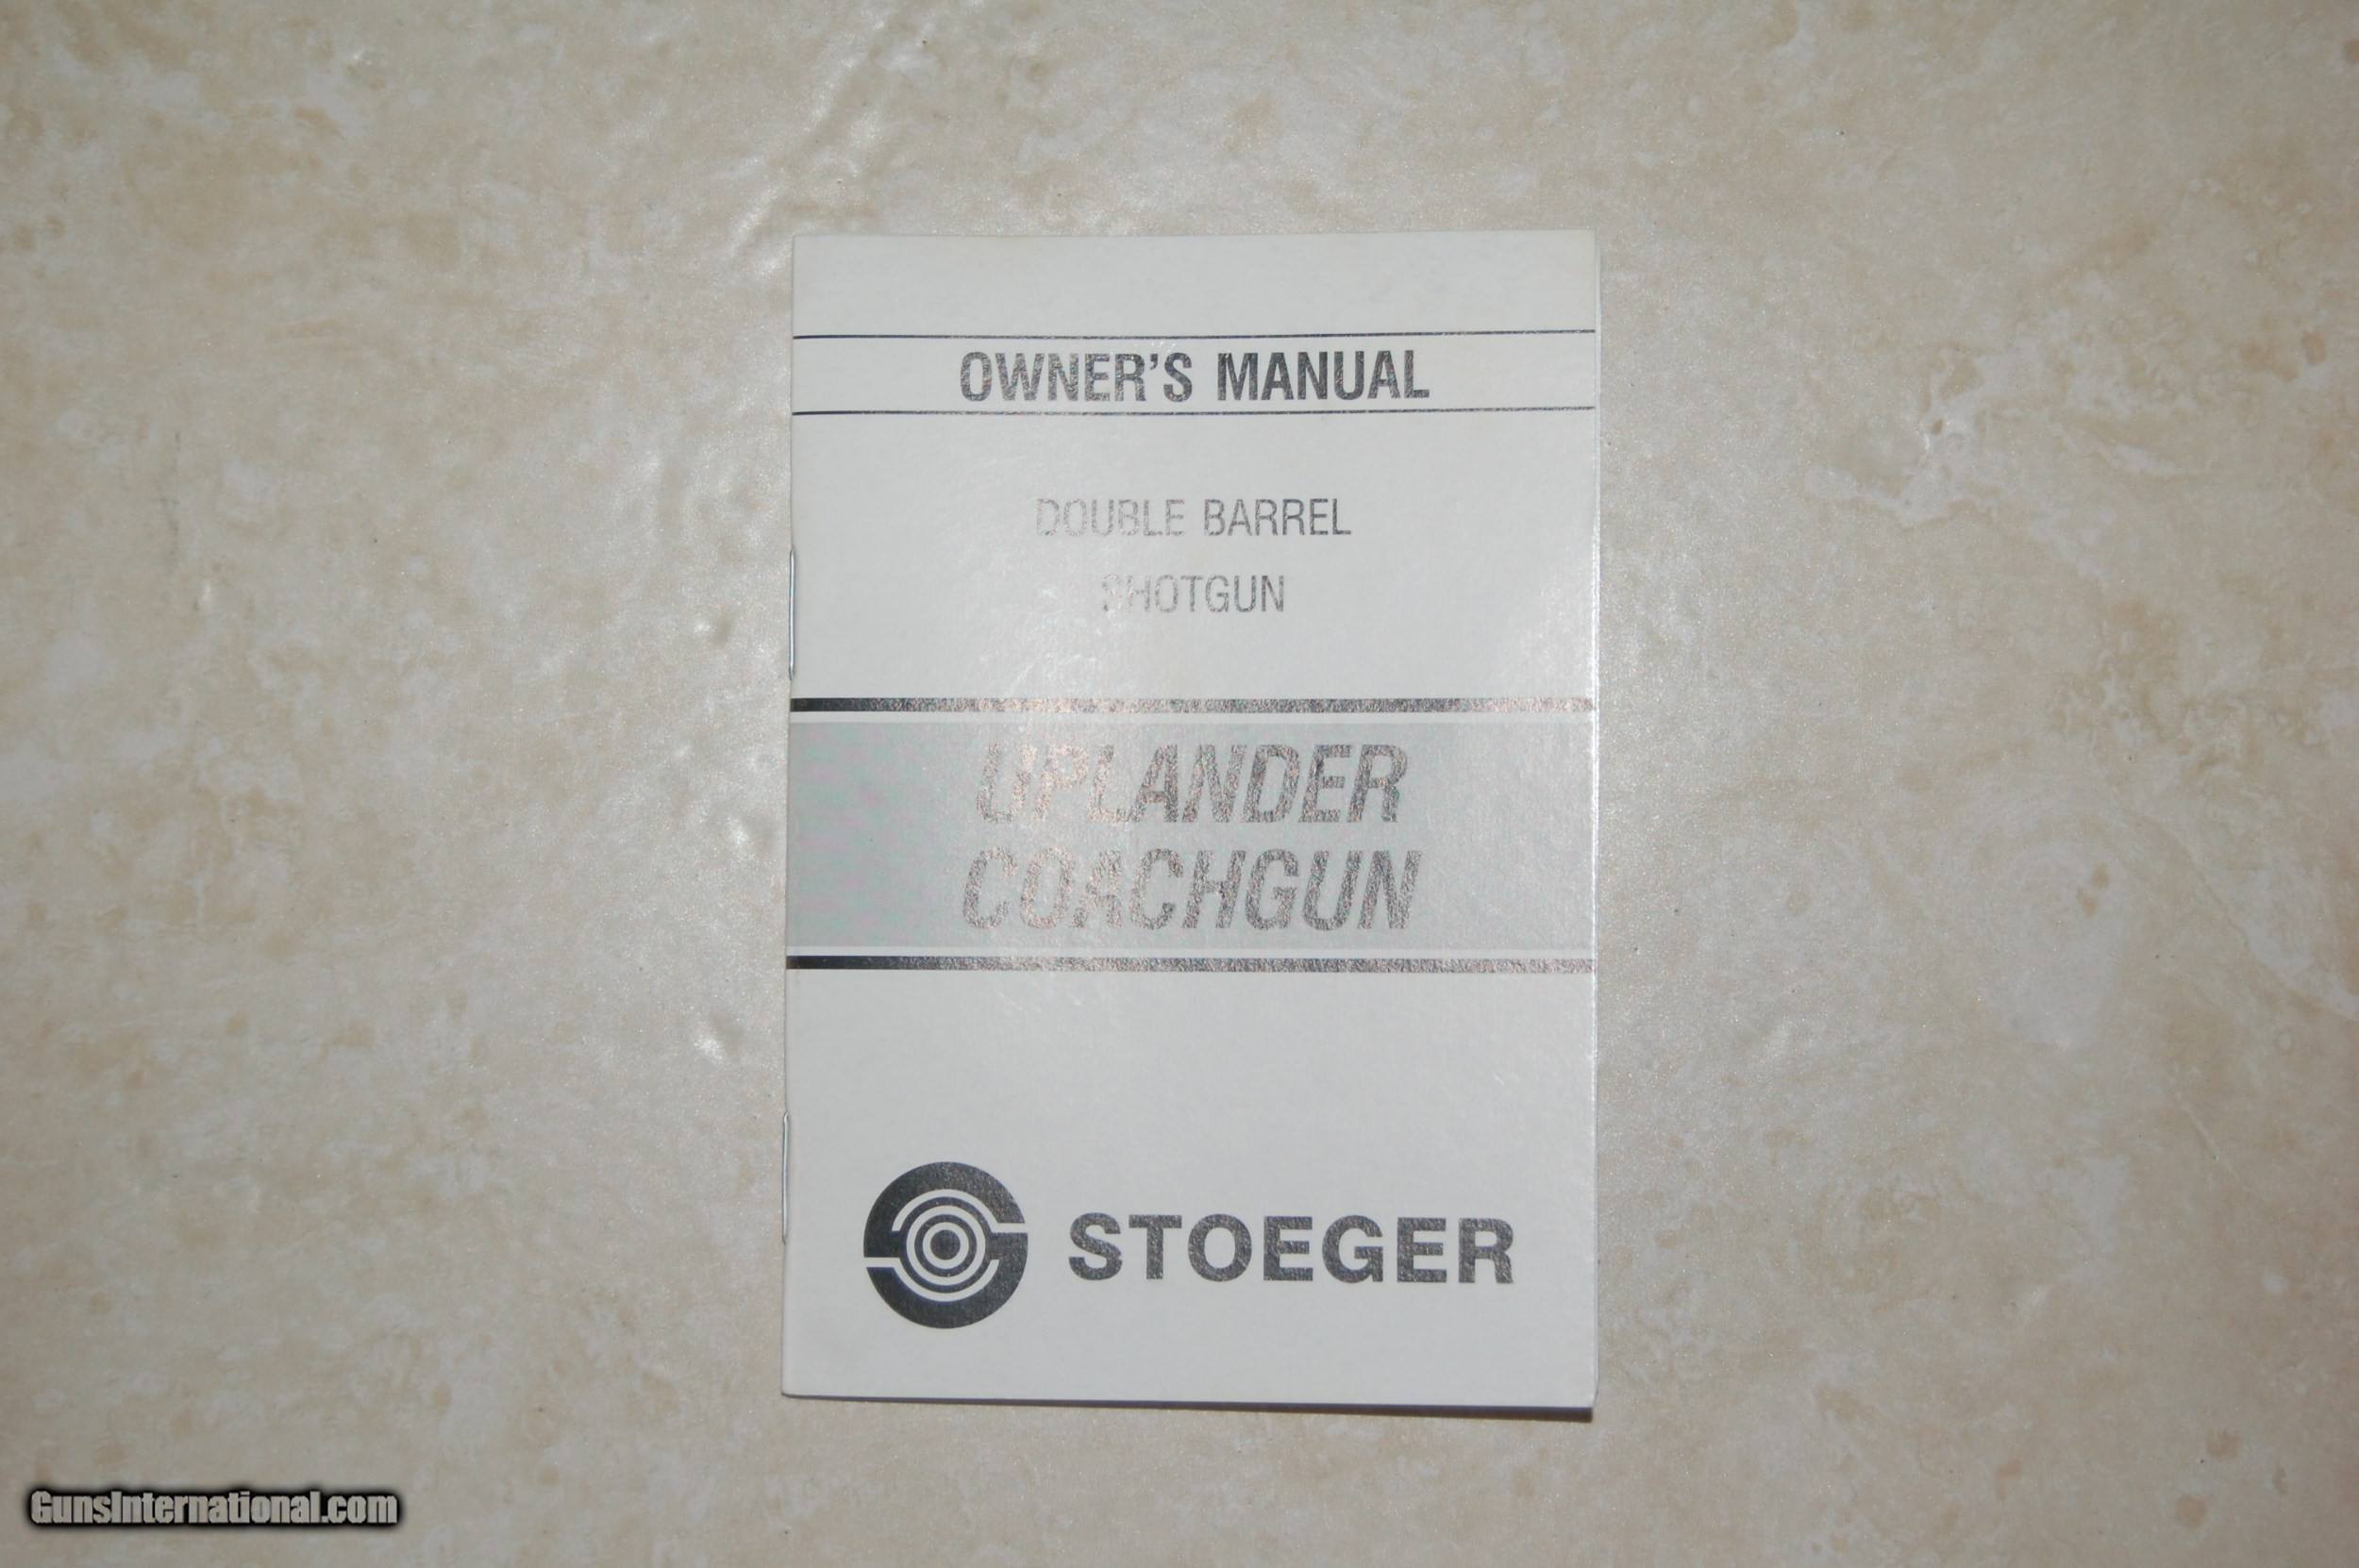 OWNER'S MANUAL
DOUBLE BARREL
SHOTGUN
UPLANDER
COACHGUN
STOEGER
GunsInternational.com